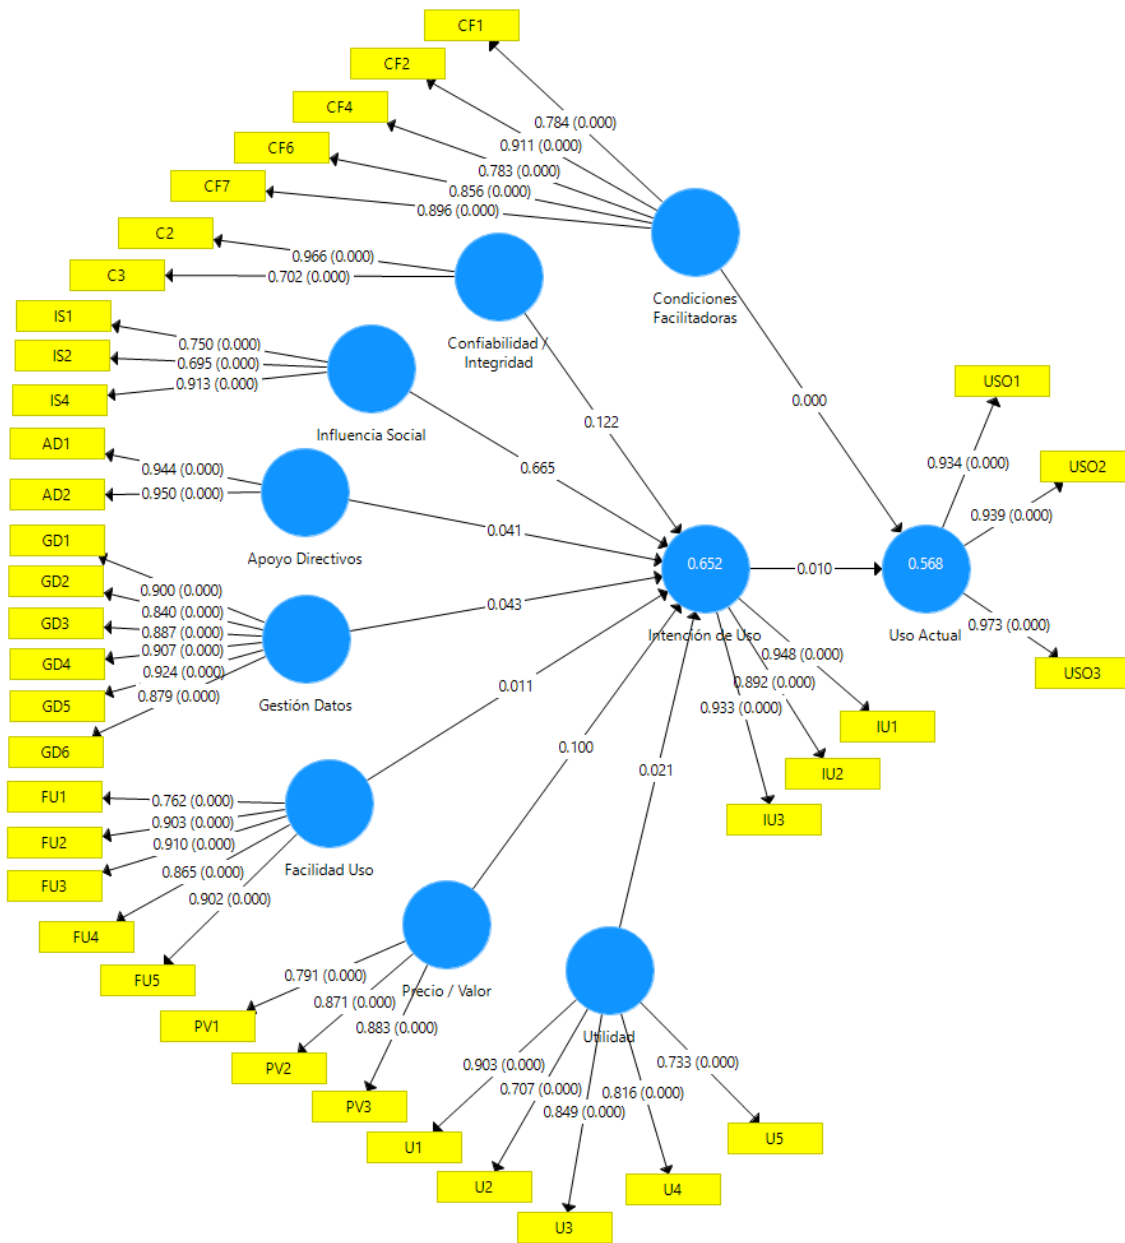 CF1
CF2
CF4
CF6
CF7
0.784 (0.000)
0.911 (0.000)
0.783 (0.000)
0.856 (0.000)
0.896 (0.000)
Condiciones
Facilitadoras
C2
C3
0.966 (0.000)
0.702 (0.000)
Confiabilidad /
Integridad
IS1
IS2
IS4
0.750 (0.000)
0.695 (0.000)
0.913 (0.000)
Influencia Social
AD1
AD2
0.944 (0.000)
0.950 (0.000)
Apoyo Directivos
GD1
GD2
GD3
GD4
GD5
GD6
0.900 (0.000)
0.840 (0.000)
0.887 (0.000)
0.907 (0.000)
0.924 (0.000)
0.879 (0.000)
Gestión Datos
FU1
FU2
FU3
FU4
FU5
0.762 (0.000)
0.903 (0.000)
0.910 (0.000)
0.865 (0.000)
0.902 (0.000)
Facilidad Uso
PV1
PV2
PV3
0.791 (0.000)
0.871 (0.000)
0.883 (0.000)
Precio / Valor
U1
U2
U3
U4
U5
0.903 (0.000)
0.707 (0.000)
0.849 (0.000)
0.816 (0.000)
0.733 (0.000)
Utilidad
0.122
0.665
0.041
0.043
0.011
0.100
0.021
0.000
0.010
0.652
Intención de Uso
0.948 (0.000)
0.892 (0.000)
0.933 (0.000)
IU1
IU2
IU3
0.568
Uso Actual
0.934 (0.000)
0.939 (0.000)
0.973 (0.000)
USO1
USO2
USO3